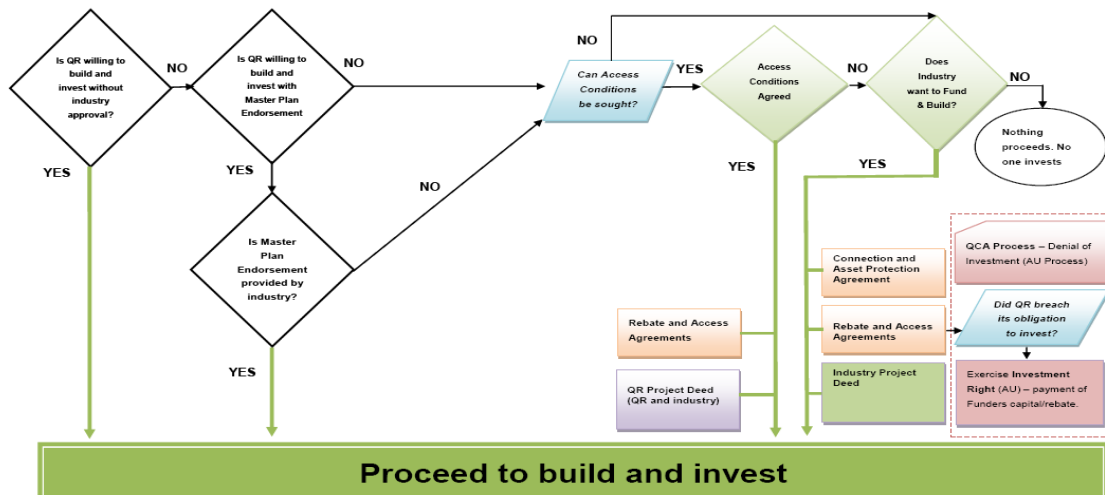 Is QR willing to
build and
invest without
industry
approval?
NO
YES
Is QR willing to
build and
invest with
Master Plan
Endorsement
NO
YES
Is Master
Plan
Endorsement
provided by
industry?
NO
YES
Can Access
Conditions
be sought?
NO
YES
Access
Conditions
Agreed
NO
YES
Does
Industry
want to Fund
& Build?
NO
YES
Nothing
proceeds. No
one invests
Rebate and Access
Agreements
QR Project Deed
(QR and industry)
Connection and
Asset Protection
Agreement
Rebate and Access
Agreements
Industry Project
Deed
QCA Process – Denial of
Investment (AU Process)
Did QR breach
its obligation
to invest?
Exercise Investment
Right (AU) – payment of
Funders capital/rebate.
Proceed to build and invest